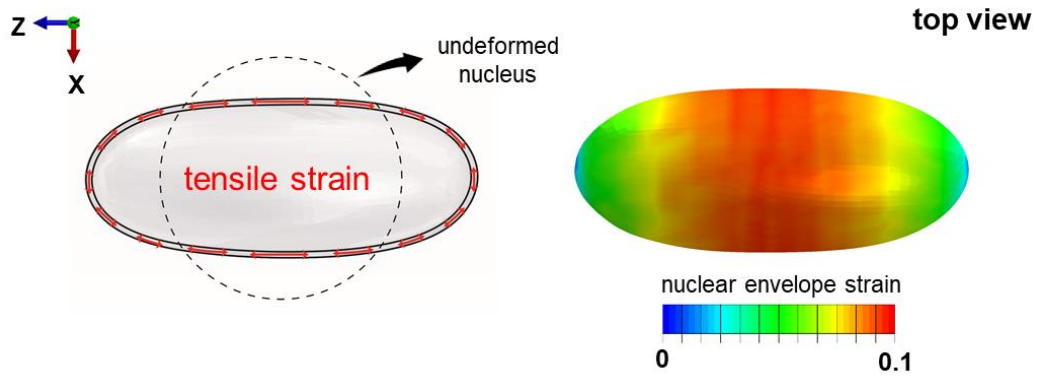 Z
X
undeformed
nucleus
tensile strain
top view
nuclear envelope strain
0
0.1